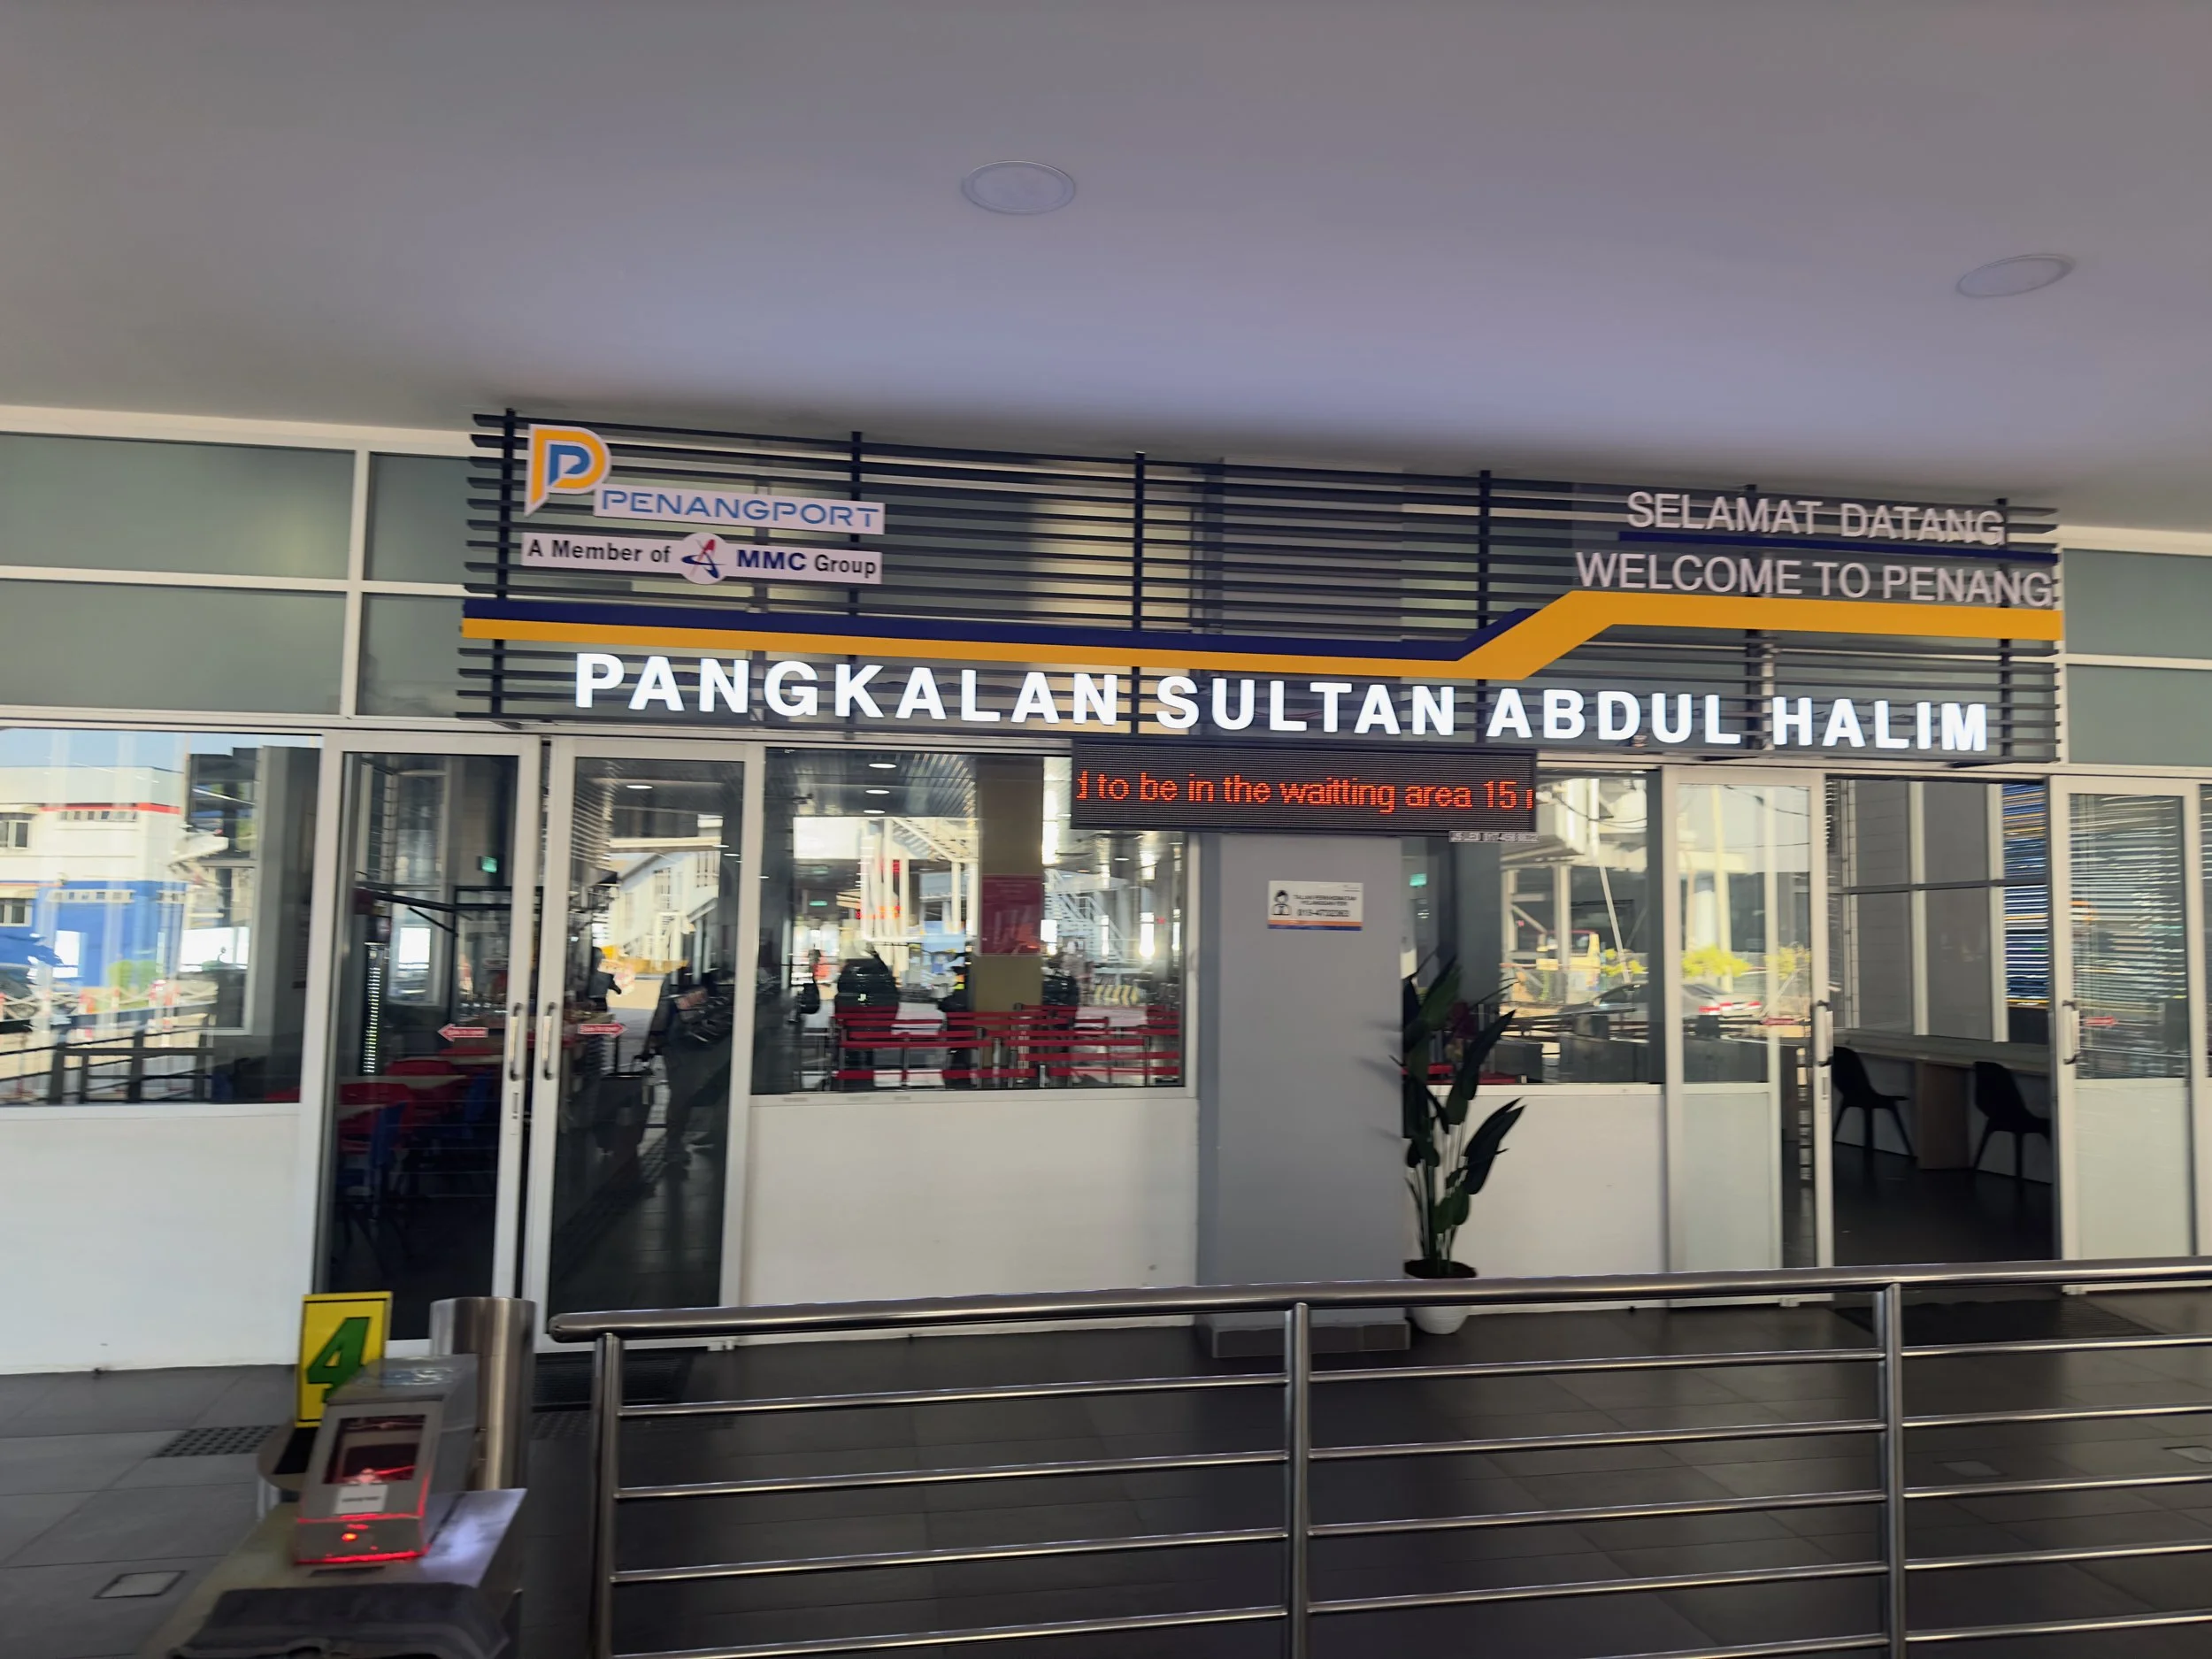 PENANGPORT
A Member of MMC Group
SELAMAT DATANG
WELCOME TO PENANG
PANGKALAN SULTAN ABDUL HALIM
to be in the waitting area 15
4